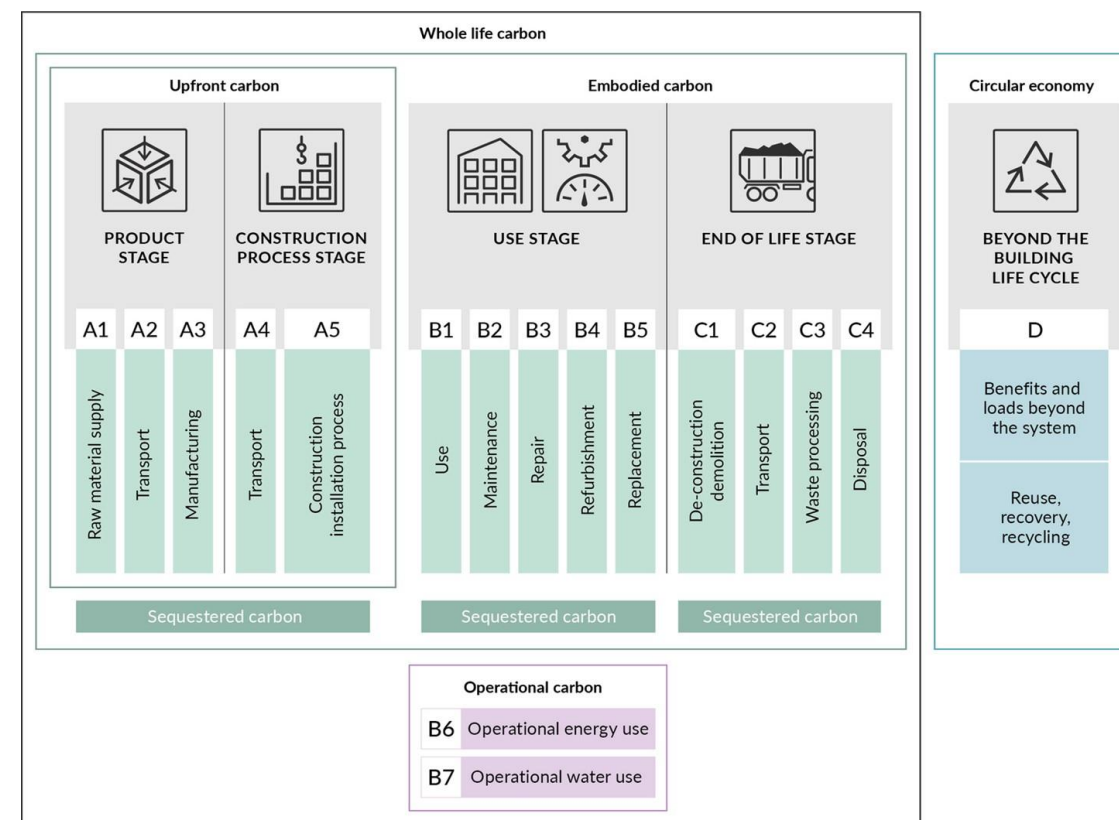 Whole life carbon
Upfront carbon
Embodied carbon
Circular economy
PRODUCT
STAGE
CONSTRUCTION
PROCESS STAGE
USE STAGE
END OF LIFE STAGE
BEYOND THE
BUILDING
LIFE CYCLE
A1
A2
A3
A4
A5
B1
B2
B3
B4
B5
C1
C2
C3
C4
D
Raw material supply
Transport
Manufacturing
Transport
Construction
installation process
Use
Maintenance
Repair
Refurbishment
Replacement
De-construction
demolition
Transport
Waste processing
Disposal
Benefits and
loads beyond
the system
Reuse,
recovery,
recycling
Sequestered carbon
Sequestered carbon
Sequestered carbon
Operational carbon
B6 Operational energy use
B7 Operational water use